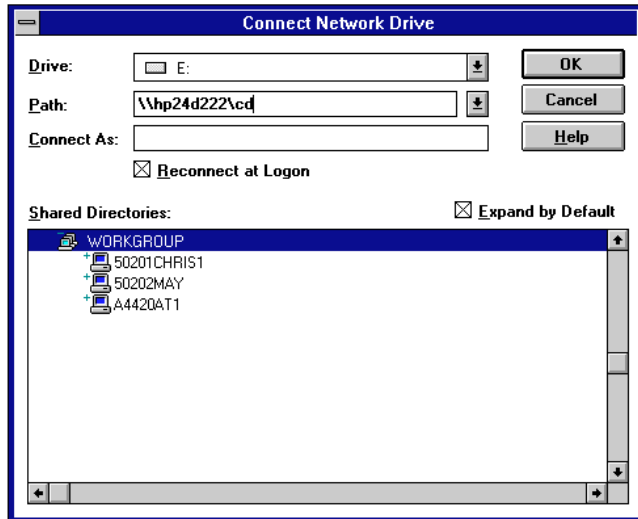 Connect Network Drive
Drive: E: OK
Path: \\hp24d222\cd Cancel
Connect As: Help
Reconnect at Logon
Shared Directories: Expand by Default
WORKGROUP
50201CHRIS1
50202MAY
A4420AT1